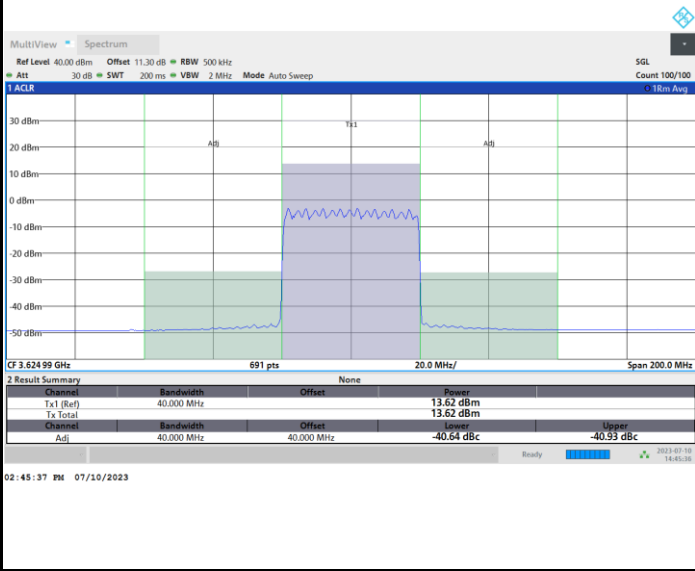 MultiView Spectrum
Ref Level 40.00 dBm Offset 11.30 dB RBW 500 kHz SGL
Att 30 dB SWT 200 ms VBW 2 MHz Mode Auto Sweep Count 100/100
1 ACLR 1Rm Avg
Tx1
30 dBm
Adj Adj
20 dBm
10 dBm
0 dBm
-10 dBm
-20 dBm
-30 dBm
-40 dBm
-50 dBm
CF 3.624 99 GHz 691 pts 20.0 MHz/ Span 200.0 MHz
2 Result Summary None
Channel Bandwidth Offset Power
Tx1 (Ref) 40.000 MHz 13.62 dBm
Tx Total 13.62 dBm
Channel Bandwidth Offset Lower Upper
Adj 40.000 MHz 40.000 MHz -40.64 dBc -40.93 dBc
Ready 2023-07-10
14:45:38
02:45:37 PM 07/10/2023